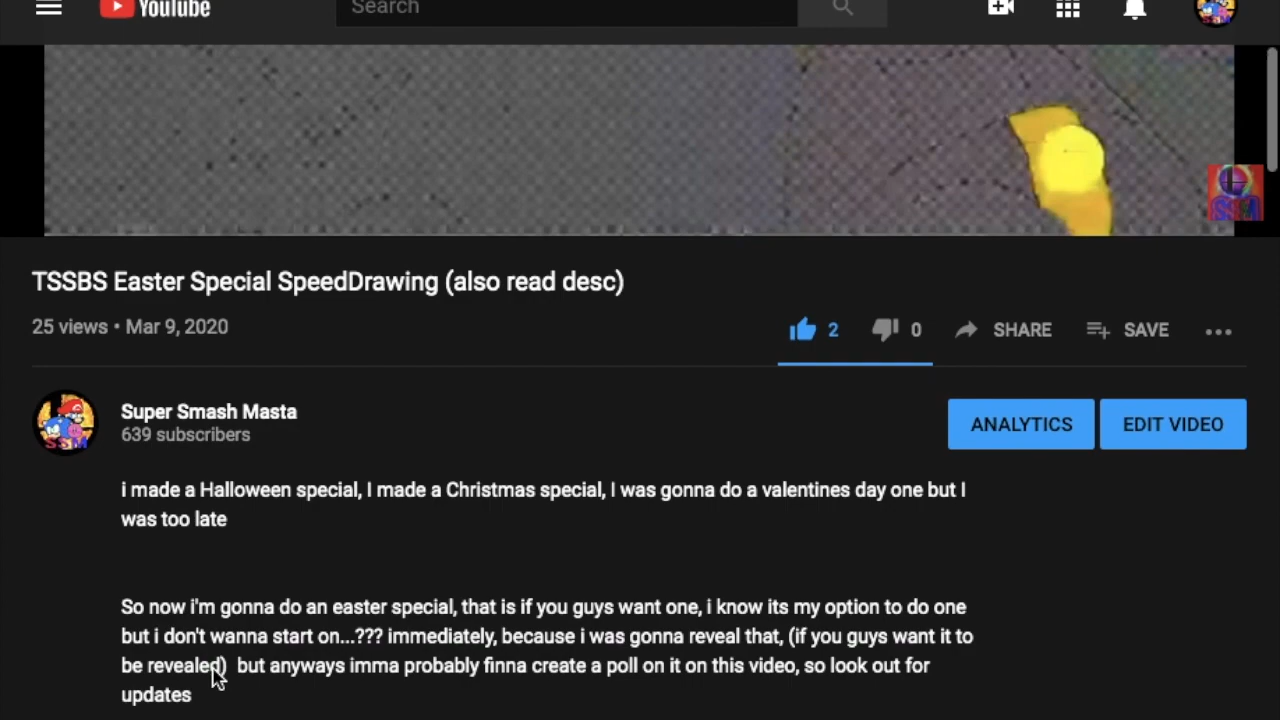 YouTube
Search
SSM
TSSBS Easter Special SpeedDrawing (also read desc)
25 views • Mar 9, 2020
2
0
SHARE
SAVE
Super Smash Masta
639 subscribers
ANALYTICS
EDIT VIDEO
i made a Halloween special, I made a Christmas special, I was gonna do a valentines day one but I
was too late
So now i'm gonna do an easter special, that is if you guys want one, i know its my option to do one
but i don't wanna start on...??? immediately, because i was gonna reveal that, (if you guys want it to
be revealed)  but anyways imma probably finna create a poll on it on this video, so look out for
updates